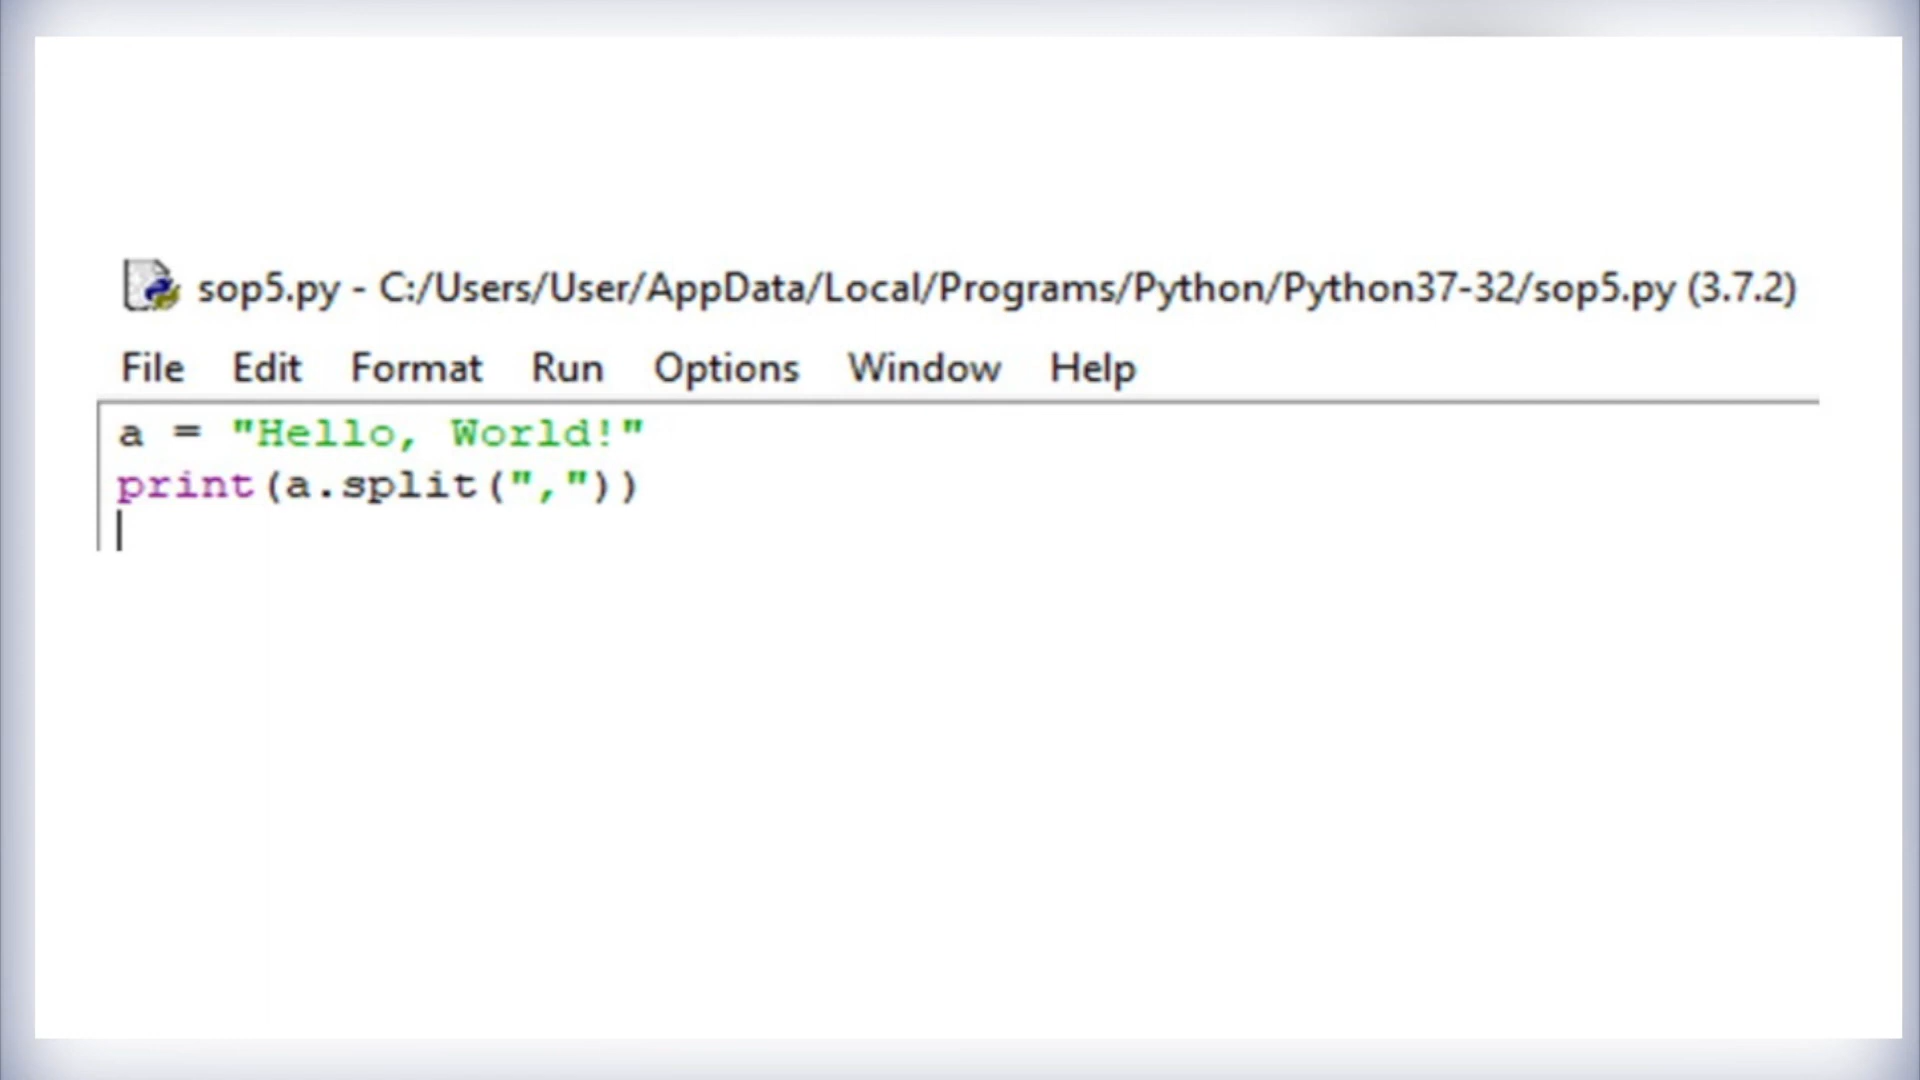 sop5.py - C:/Users/User/AppData/Local/Programs/Python/Python37-32/sop5.py (3.7.2)
File Edit Format Run Options Window Help
a = "Hello, World!"
print(a.split(","))